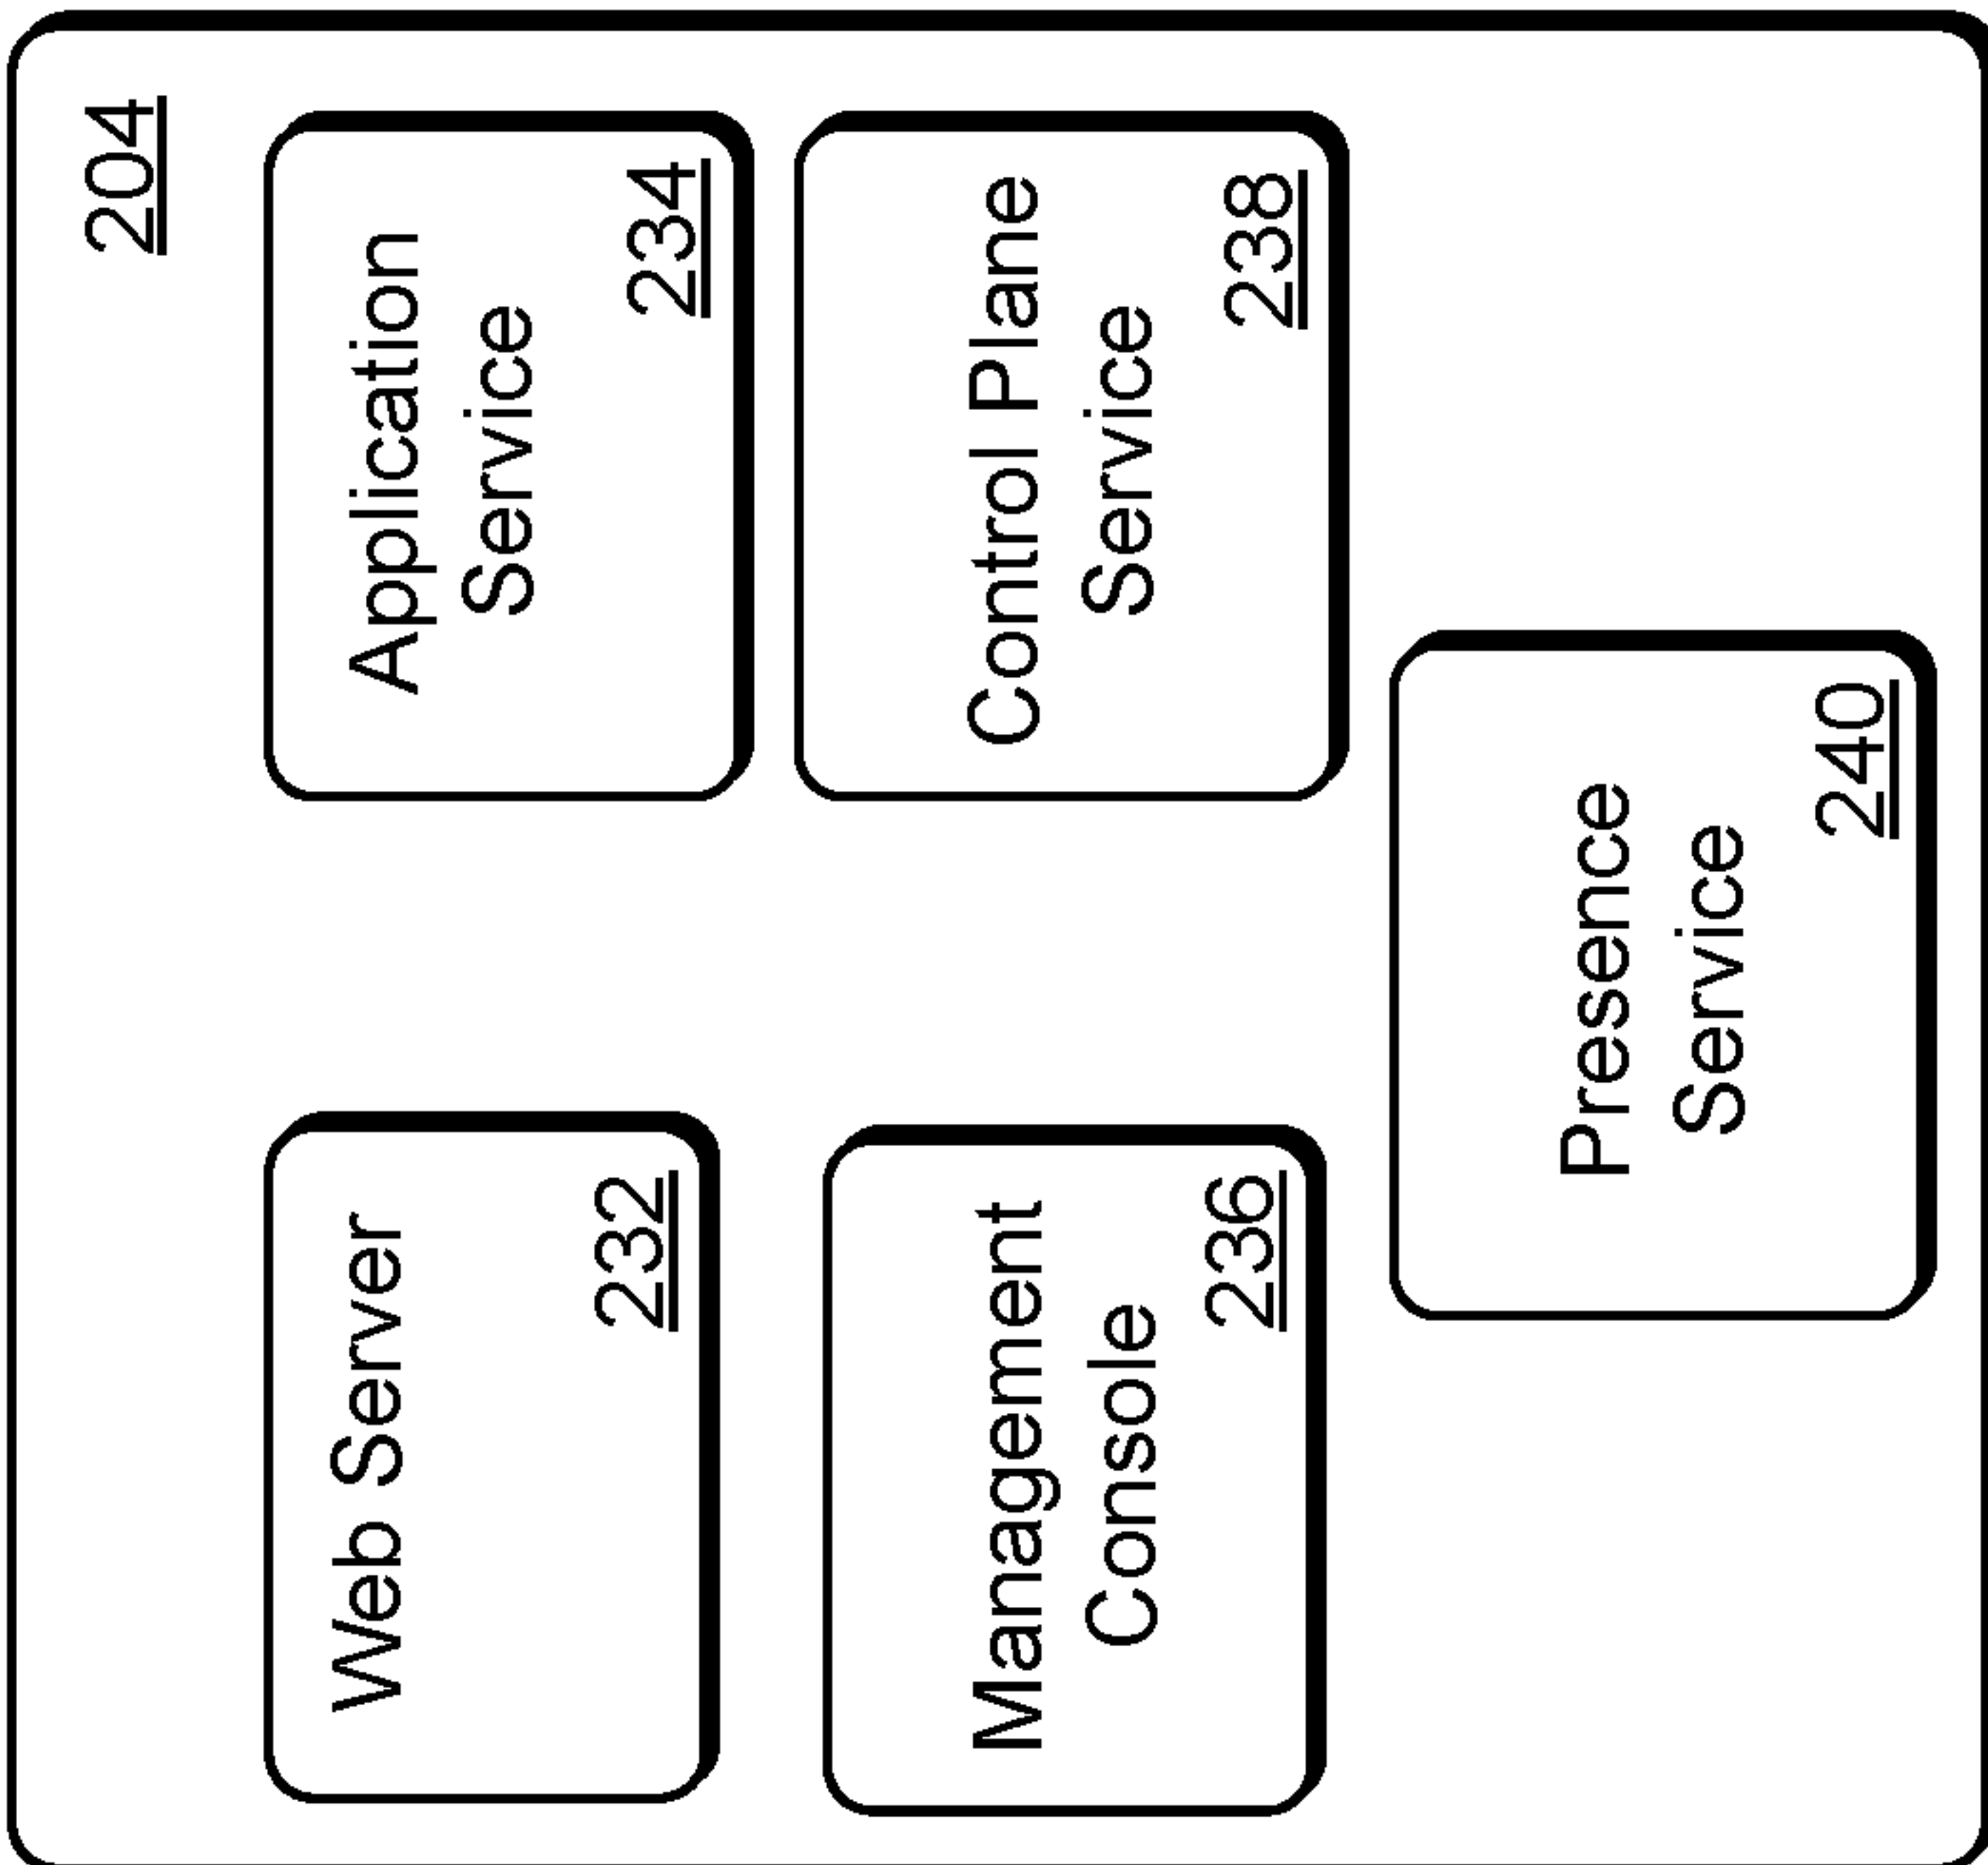 204
Web Server
232
Application
Service
234
Management
Console
236
Control Plane
Service
238
Presence
Service
240